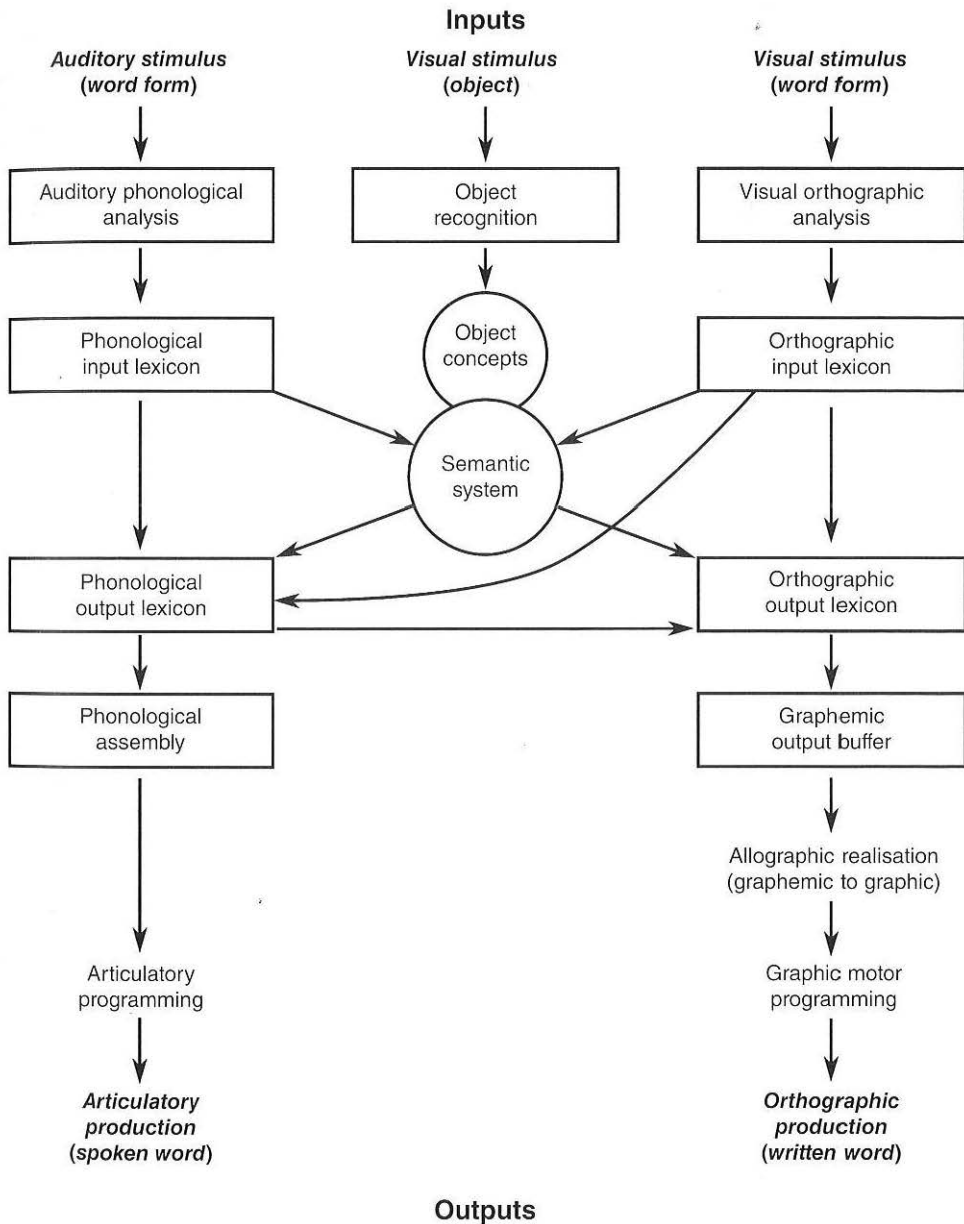 Inputs
Auditory stimulus
(word form)
Visual stimulus
(object)
Visual stimulus
(word form)
Auditory phonological
analysis
Object
recognition
Visual orthographic
analysis
Phonological
input lexicon
Object
concepts
Orthographic
input lexicon
Semantic
system
Phonological
output lexicon
Orthographic
output lexicon
Phonological
assembly
Graphemic
output buffer
Allographic realisation
(graphemic to graphic)
Articulatory
programming
Graphic motor
programming
Articulatory
production
(spoken word)
Orthographic
production
(written word)
Outputs